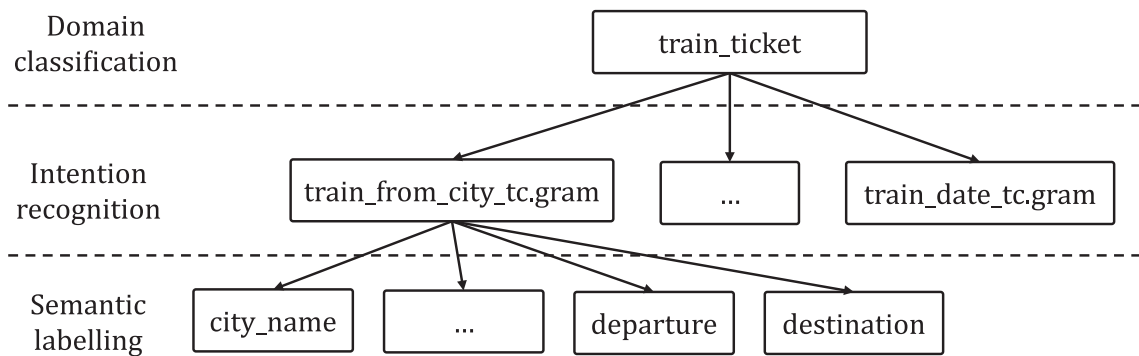 Domain
classification
train_ticket
Intention
recognition
train_from_city_tc.gram
...
train_date_tc.gram
Semantic
labelling
city_name
...
departure
destination